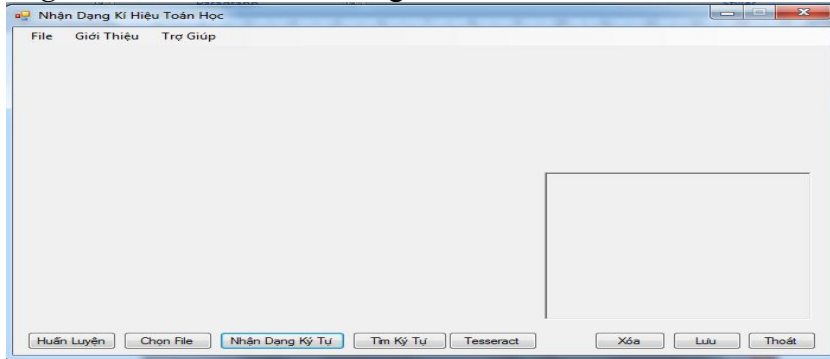 Nhận Dạng Kí Hiệu Toán Học
File Giới Thiệu Trợ Giúp
Huấn Luyện Chọn File Nhận Dạng Ký Tự Tìm Ký Tự Tesseract Xóa Lưu Thoát